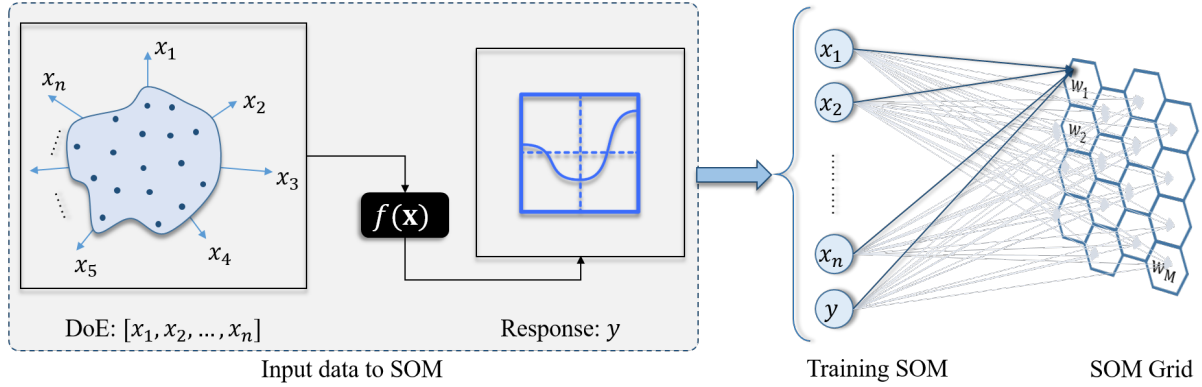 x₁
xₙ
x₂
x₃
x₄
x₅
f(𝐱)
DoE: [x₁, x₂, ..., xₙ]
Response: y
Input data to SOM
x₁
x₂
xₙ
y
Training SOM
w₁
w₂
w_M
SOM Grid